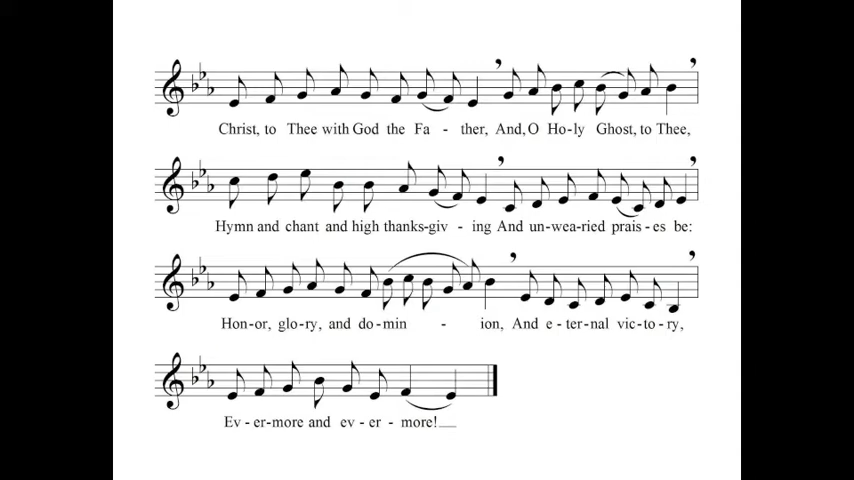 Christ, to Thee with God the Fa - ther, And, O Ho-ly Ghost, to Thee,
Hymn and chant and high thanks-giv - ing And un-wea-ried prais - es be:
Hon-or, glo-ry, and do-min - ion, And e - ter-nal vic-to - ry,
Ev - er-more and ev - er - more!